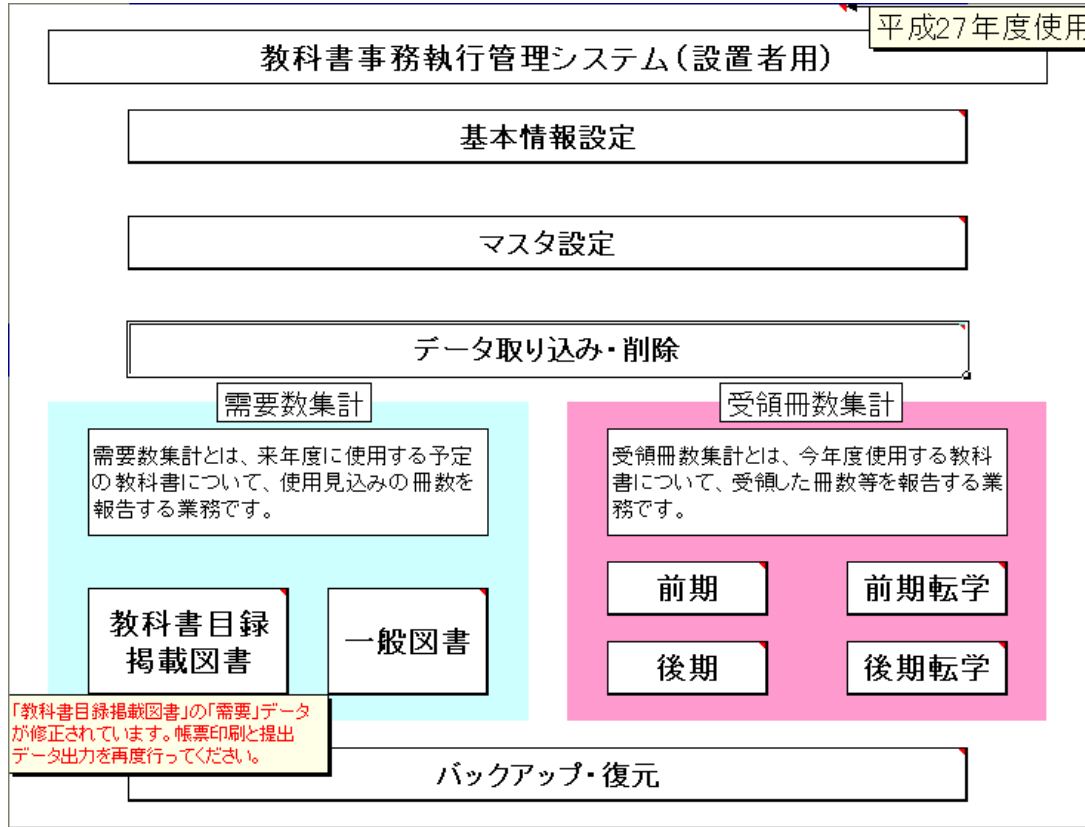 平成27年度使用
教科書事務執行管理システム(設置者用)
基本情報設定
マスタ設定
データ取り込み・削除
需要数集計
需要数集計とは、来年度に使用する予定
の教科書について、使用見込みの冊数を
報告する業務です。
教科書目録
掲載図書
一般図書
「教科書目録掲載図書」の「需要」データ
が修正されています。帳票印刷と提出
データ出力を再度行ってください。
受領冊数集計
受領冊数集計とは、今年度使用する教科
書について、受領した冊数等を報告する業
務です。
前期
前期転学
後期
後期転学
バックアップ・復元